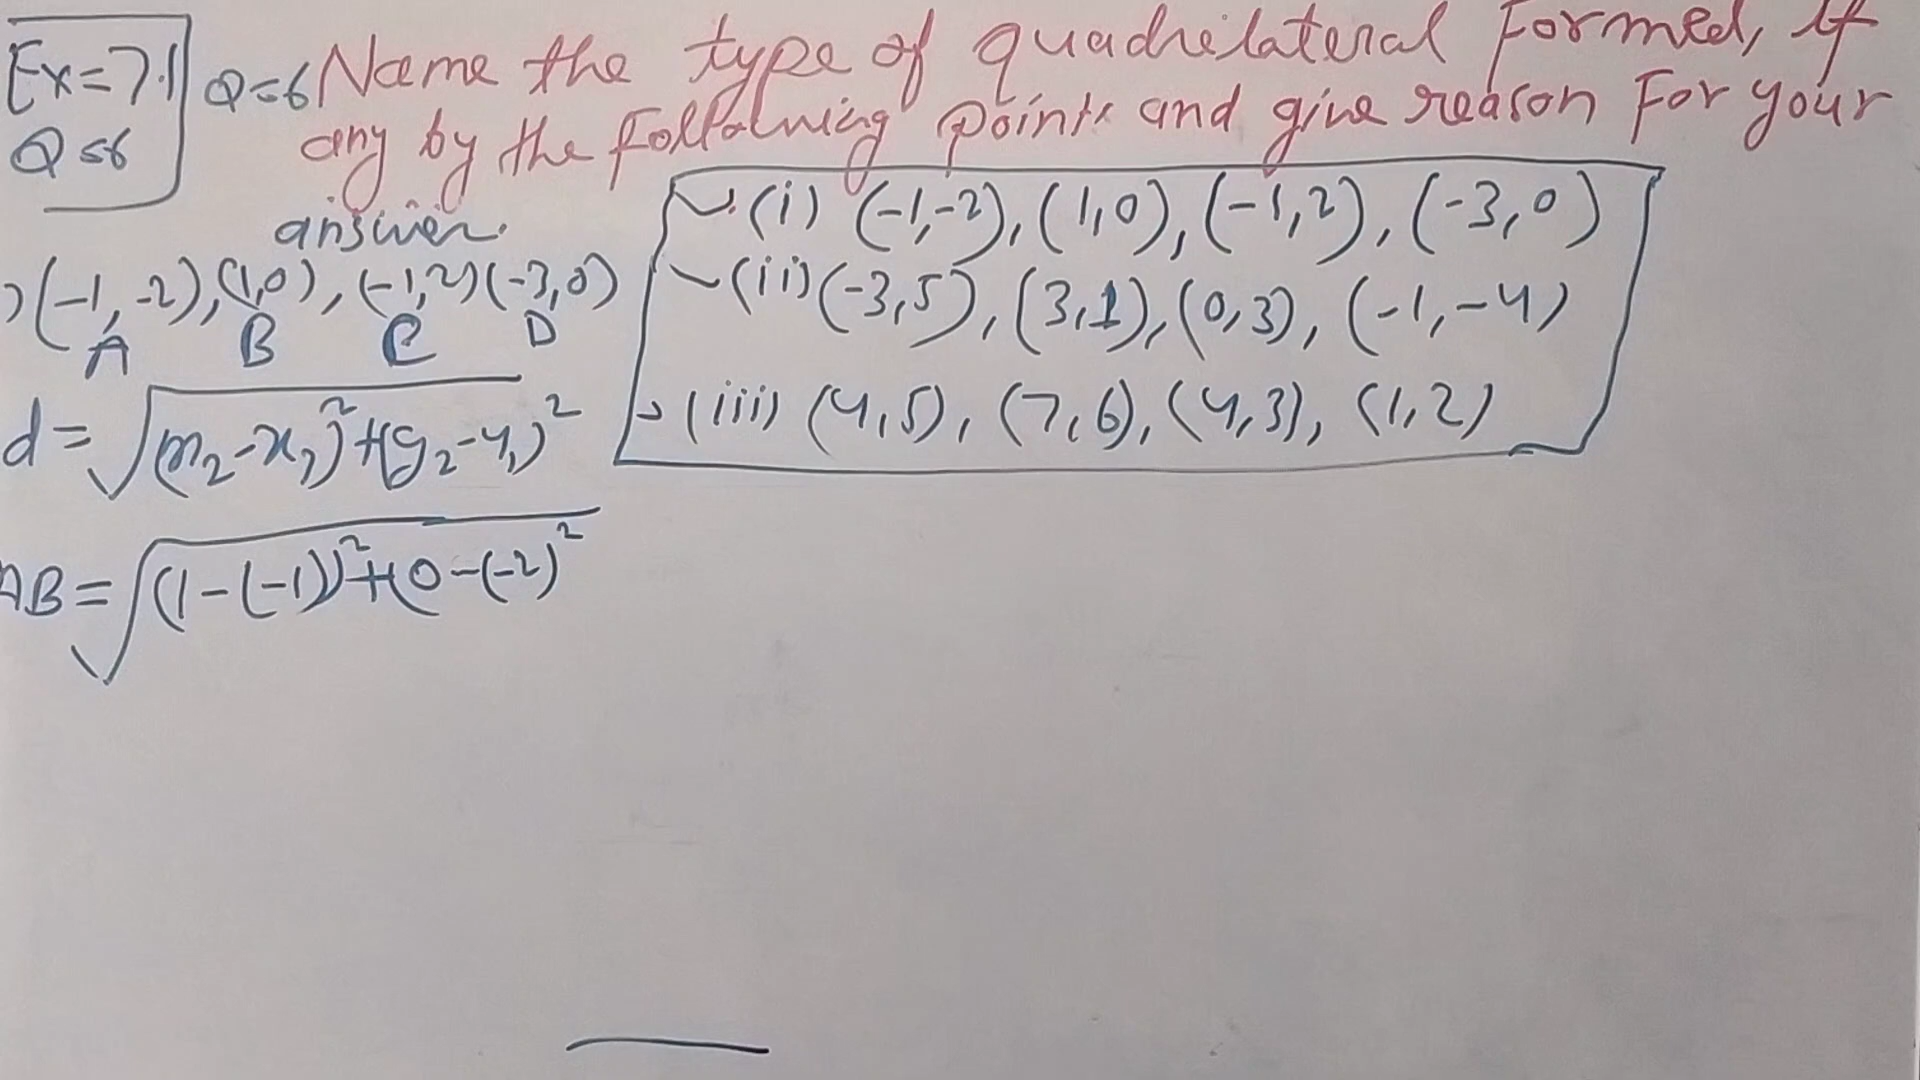 Ex=7.1
Q=6
Q=6 Name the type of quadrilateral formed, if
any by the following points and give reason for your
answer.
(i) (-1,-2), (1,0), (-1,2), (-3,0)
(ii) (-3,5), (3,1), (0,3), (-1,-4)
(iii) (4,5), (7,6), (4,3), (1,2)
) (-1,-2), (1,0), (-1,2) (-3,0)
A B C D
d = √(x₂-x₁)²+(y₂-y₁)²
AB = √(1-(-1))²+(0-(-2)²